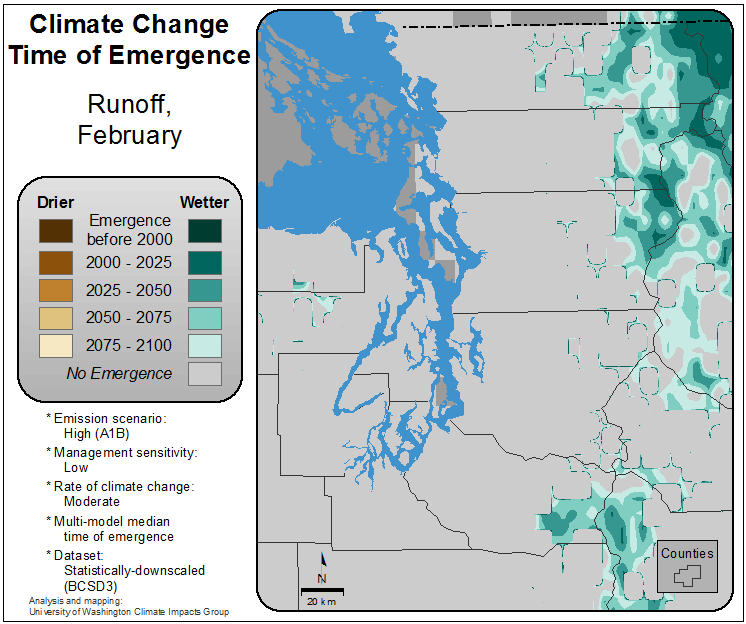 Climate Change
Time of Emergence
Runoff,
February
Drier Wetter
Emergence
before 2000
2000 - 2025
2025 - 2050
2050 - 2075
2075 - 2100
No Emergence
* Emission scenario:
High (A1B)
* Management sensitivity:
Low
* Rate of climate change:
Moderate
* Multi-model median
time of emergence
* Dataset:
Statistically-downscaled
(BCSD3)
Analysis and mapping:
University of Washington Climate Impacts Group
N
20 km
Counties